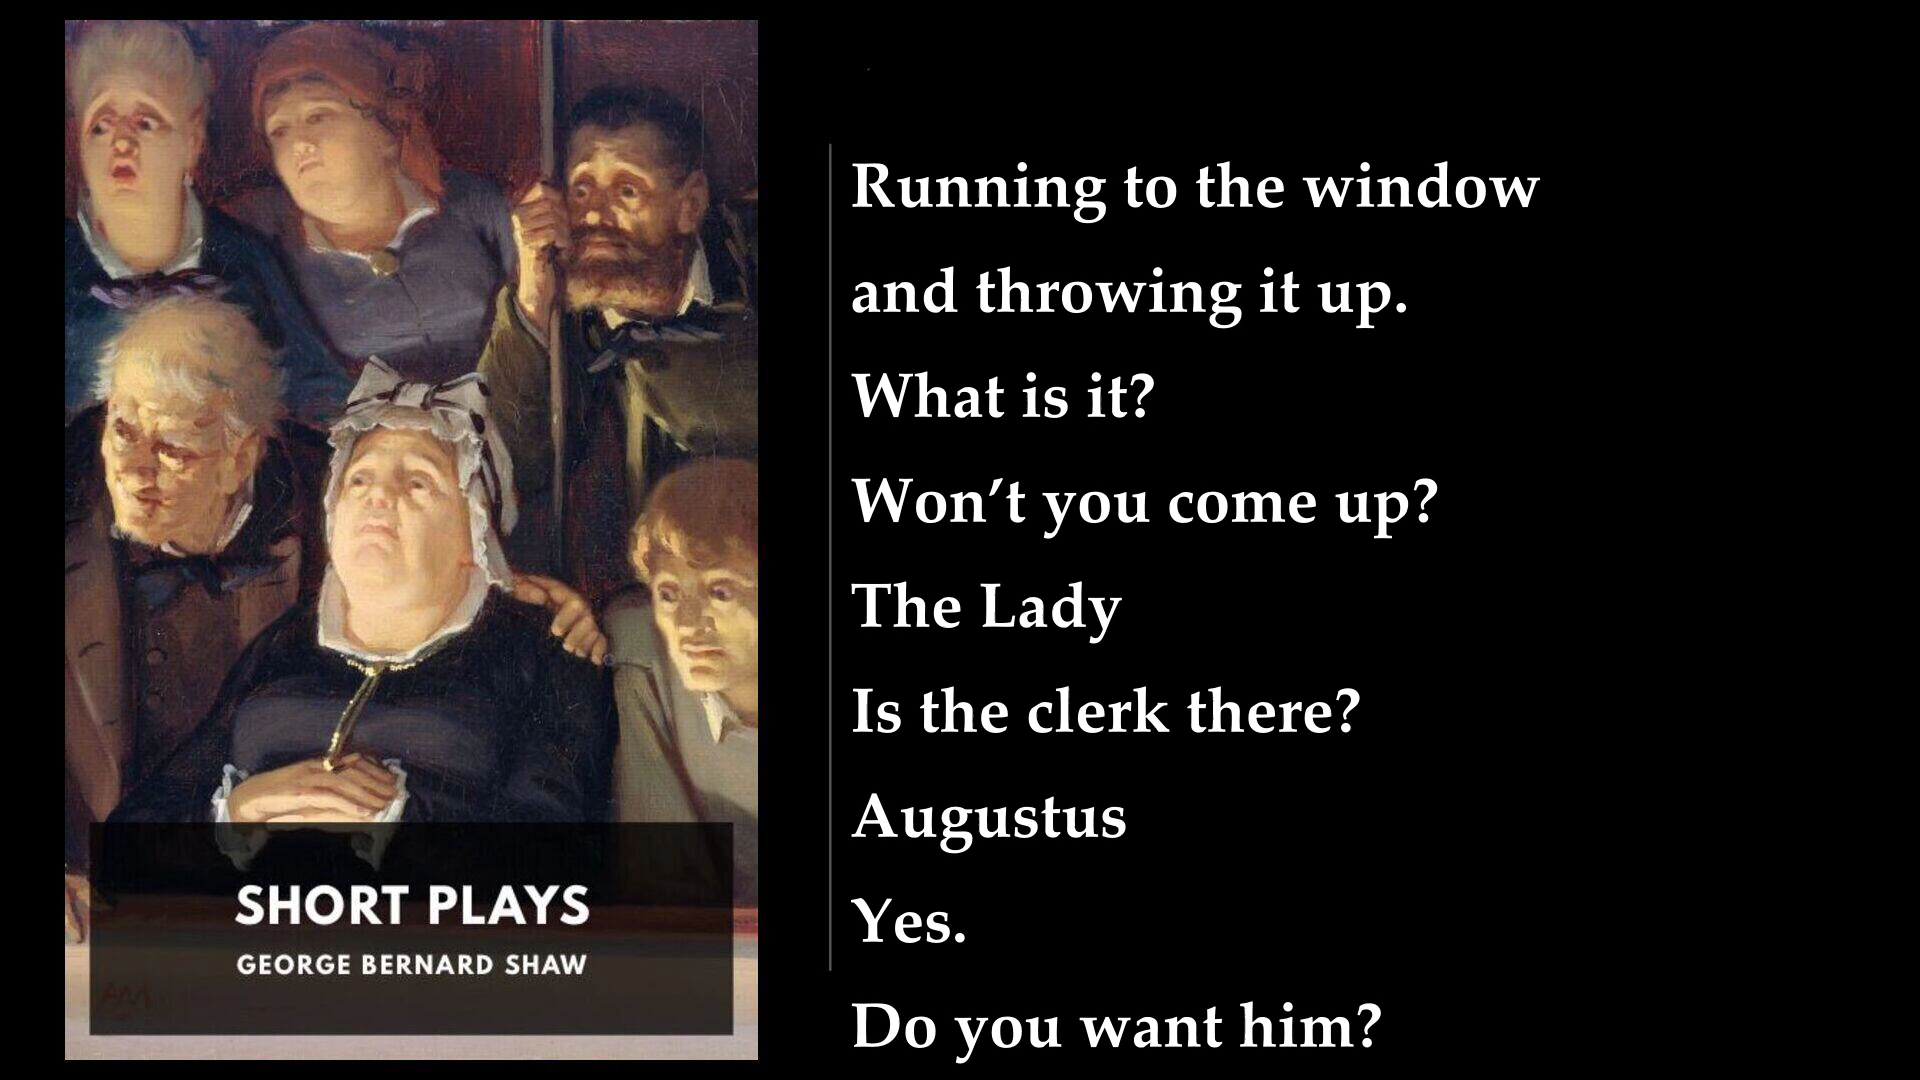 SHORT PLAYS
GEORGE BERNARD SHAW
Running to the window
and throwing it up.
What is it?
Won’t you come up?
The Lady
Is the clerk there?
Augustus
Yes.
Do you want him?